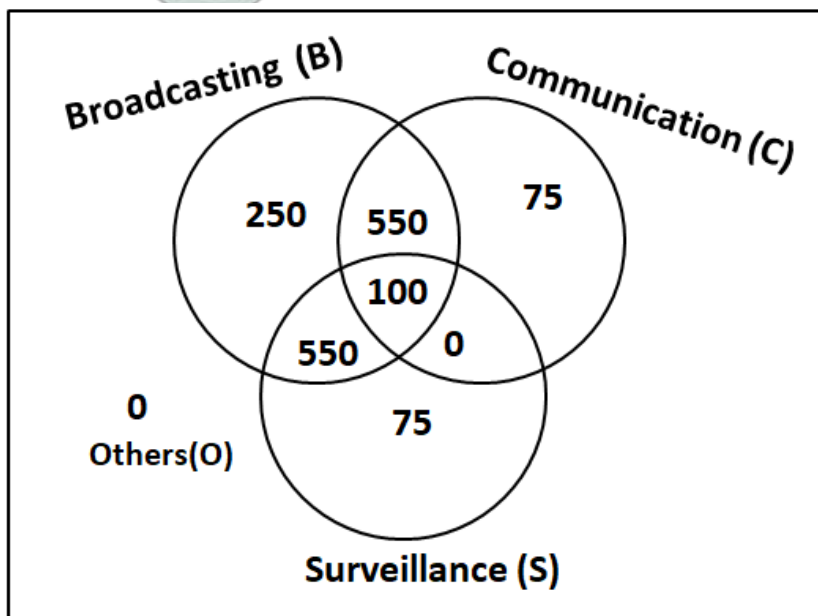 Broadcasting (B)
Communication (C)
250
550
75
100
550
0
0
Others(O)
75
Surveillance (S)